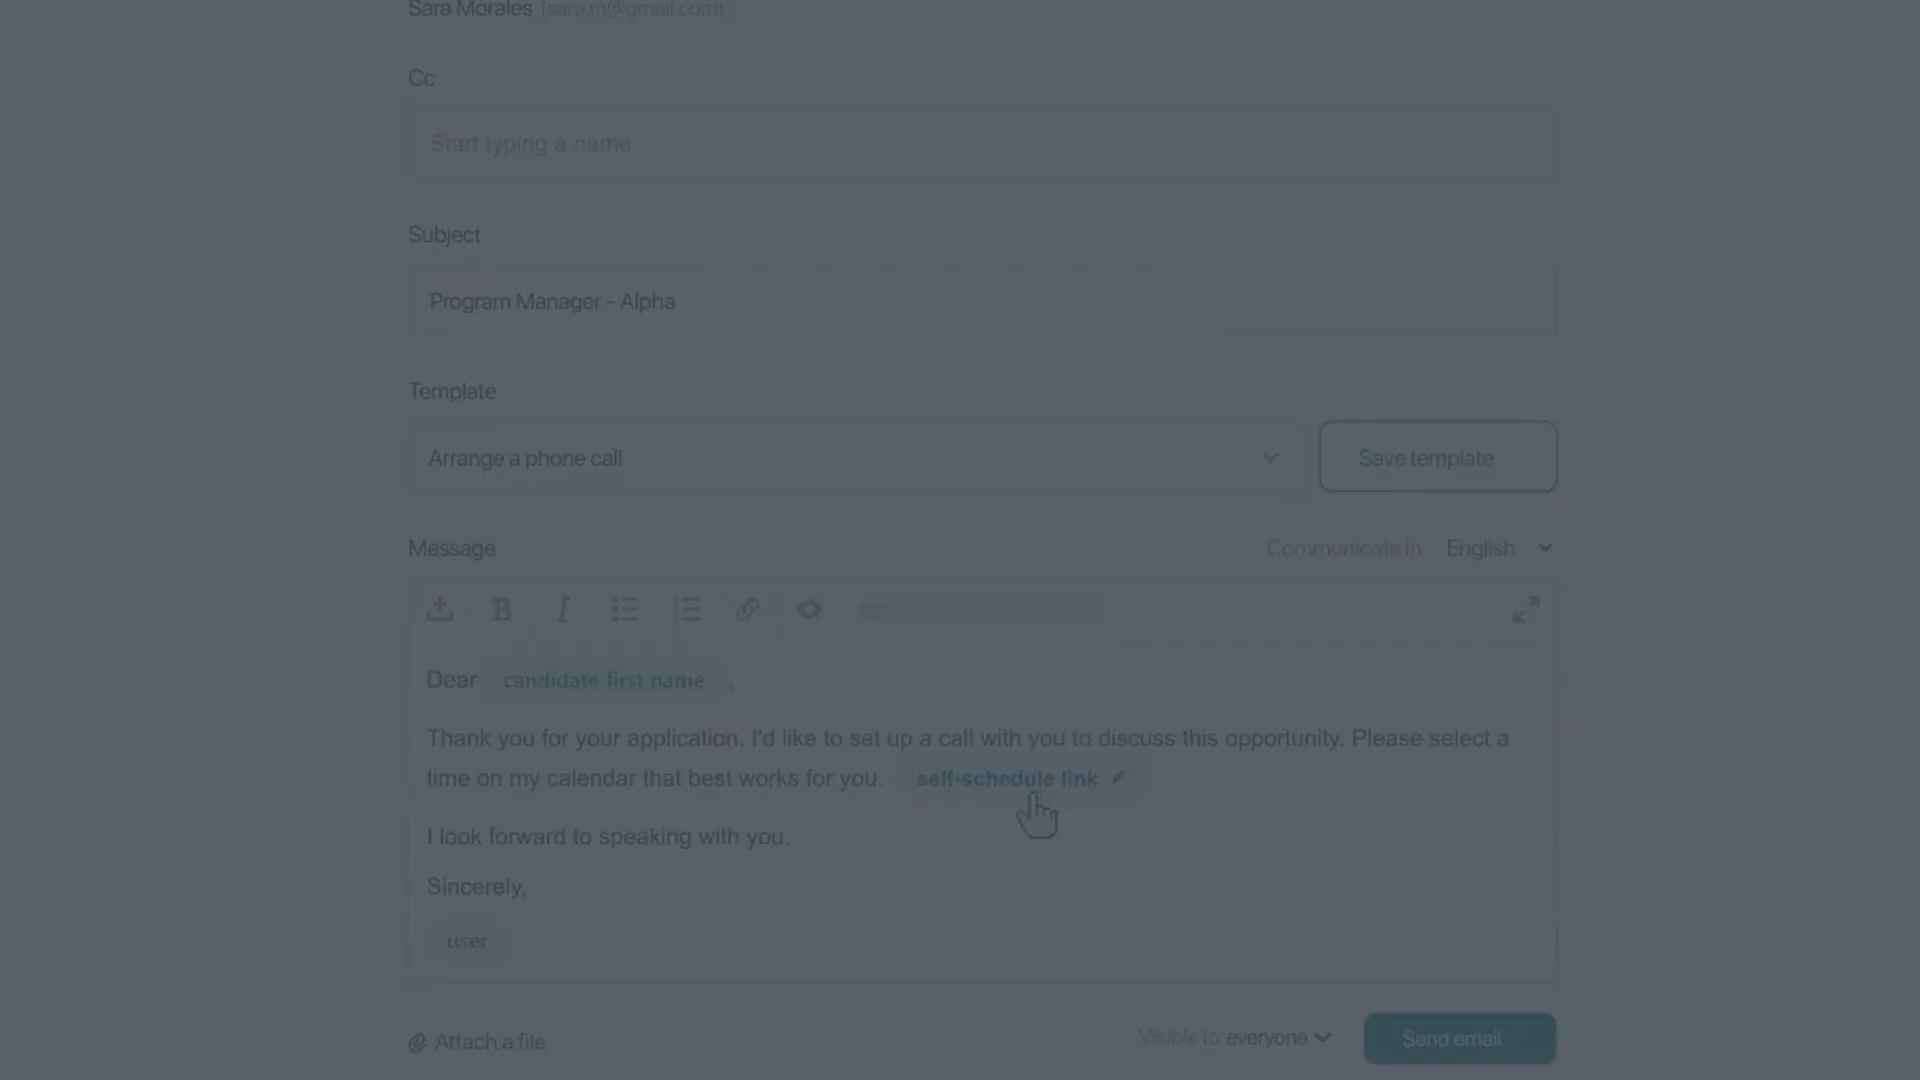 Sara Morales (sara.m@gmail.com)
Cc
Start typing a name
Subject
Program Manager - Alpha
Template
Arrange a phone call
Save template
Message
Communicate in English
B I
Dear candidate first name ,
Thank you for your application. I'd like to set up a call with you to discuss this opportunity. Please select a
time on my calendar that best works for you. self-schedule link
I look forward to speaking with you,
Sincerely,
user
Attach a file
Visible to everyone
Send email